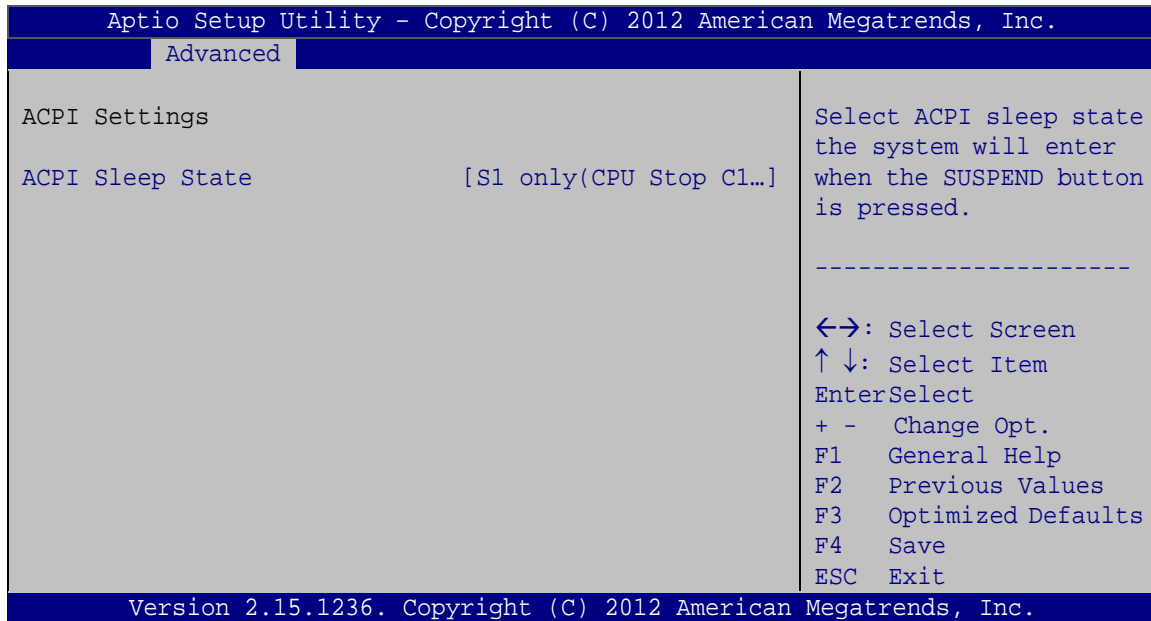 Aptio Setup Utility – Copyright (C) 2012 American Megatrends, Inc.
Advanced
ACPI Settings
ACPI Sleep State [S1 only(CPU Stop C1…]
Select ACPI sleep state
the system will enter
when the SUSPEND button
is pressed.
----------------------
←→: Select Screen
↑ ↓: Select Item
EnterSelect
+ - Change Opt.
F1 General Help
F2 Previous Values
F3 Optimized Defaults
F4 Save
ESC Exit
Version 2.15.1236. Copyright (C) 2012 American Megatrends, Inc.